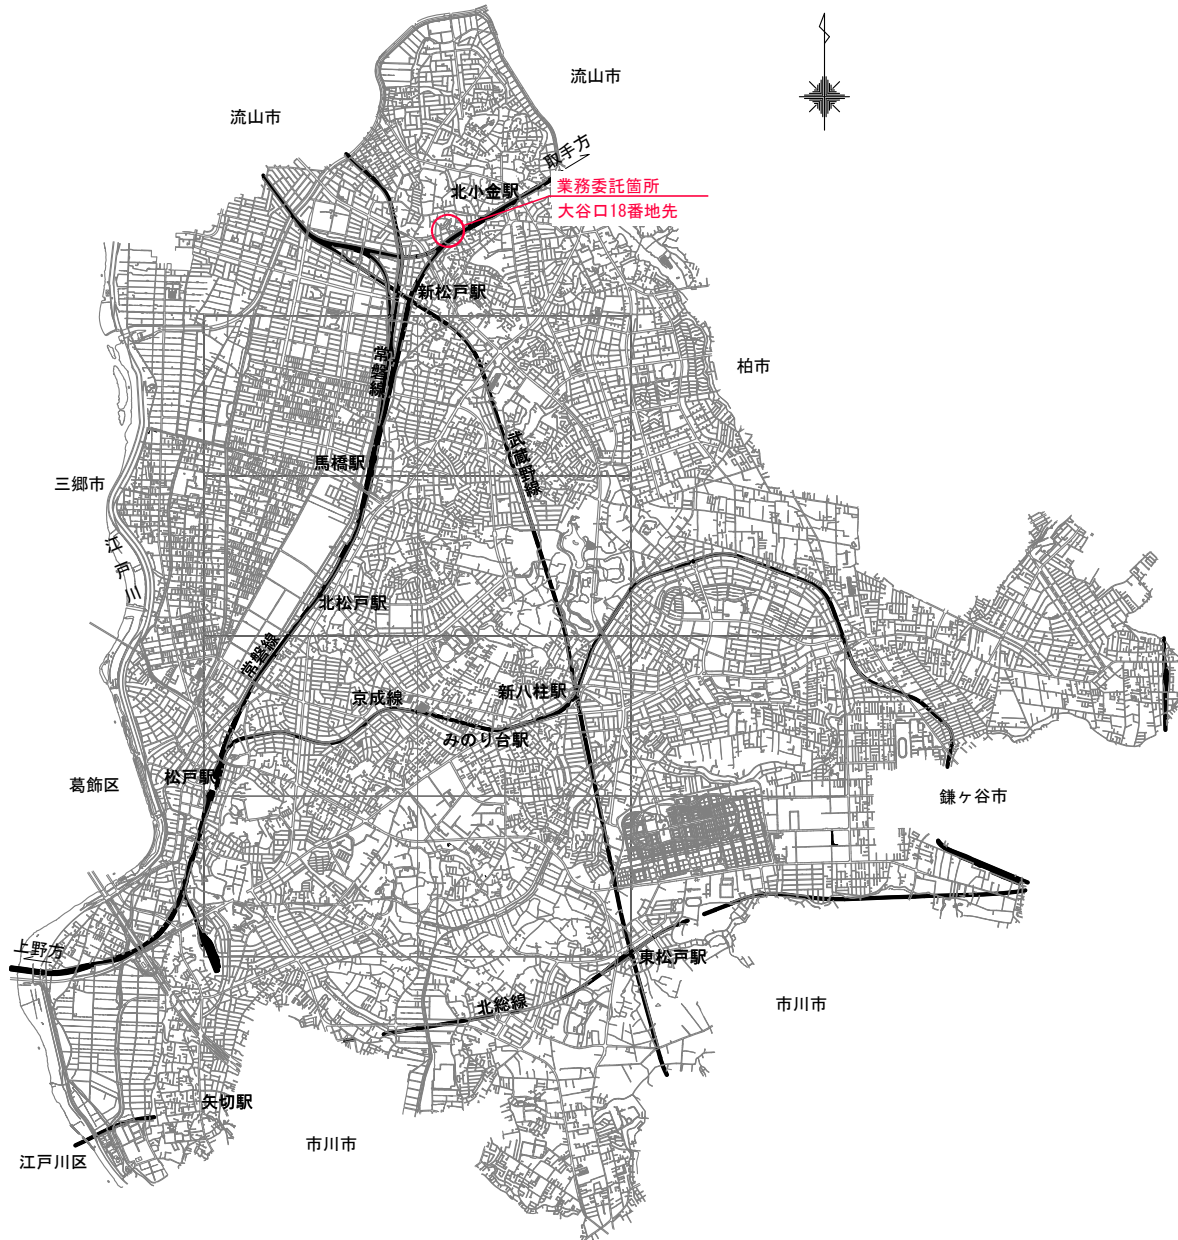 流山市
流山市
取手方
北小金駅
業務委託箇所
大谷口18番地先
新松戸駅
常磐線
柏市
武蔵野線
馬橋駅
三郷市
江戸川
北松戸駅
常磐線
新八柱駅
京成線
みのり台駅
松戸駅
葛飾区
鎌ヶ谷市
上野方
東松戸駅
北総線
市川市
矢切駅
市川市
江戸川区